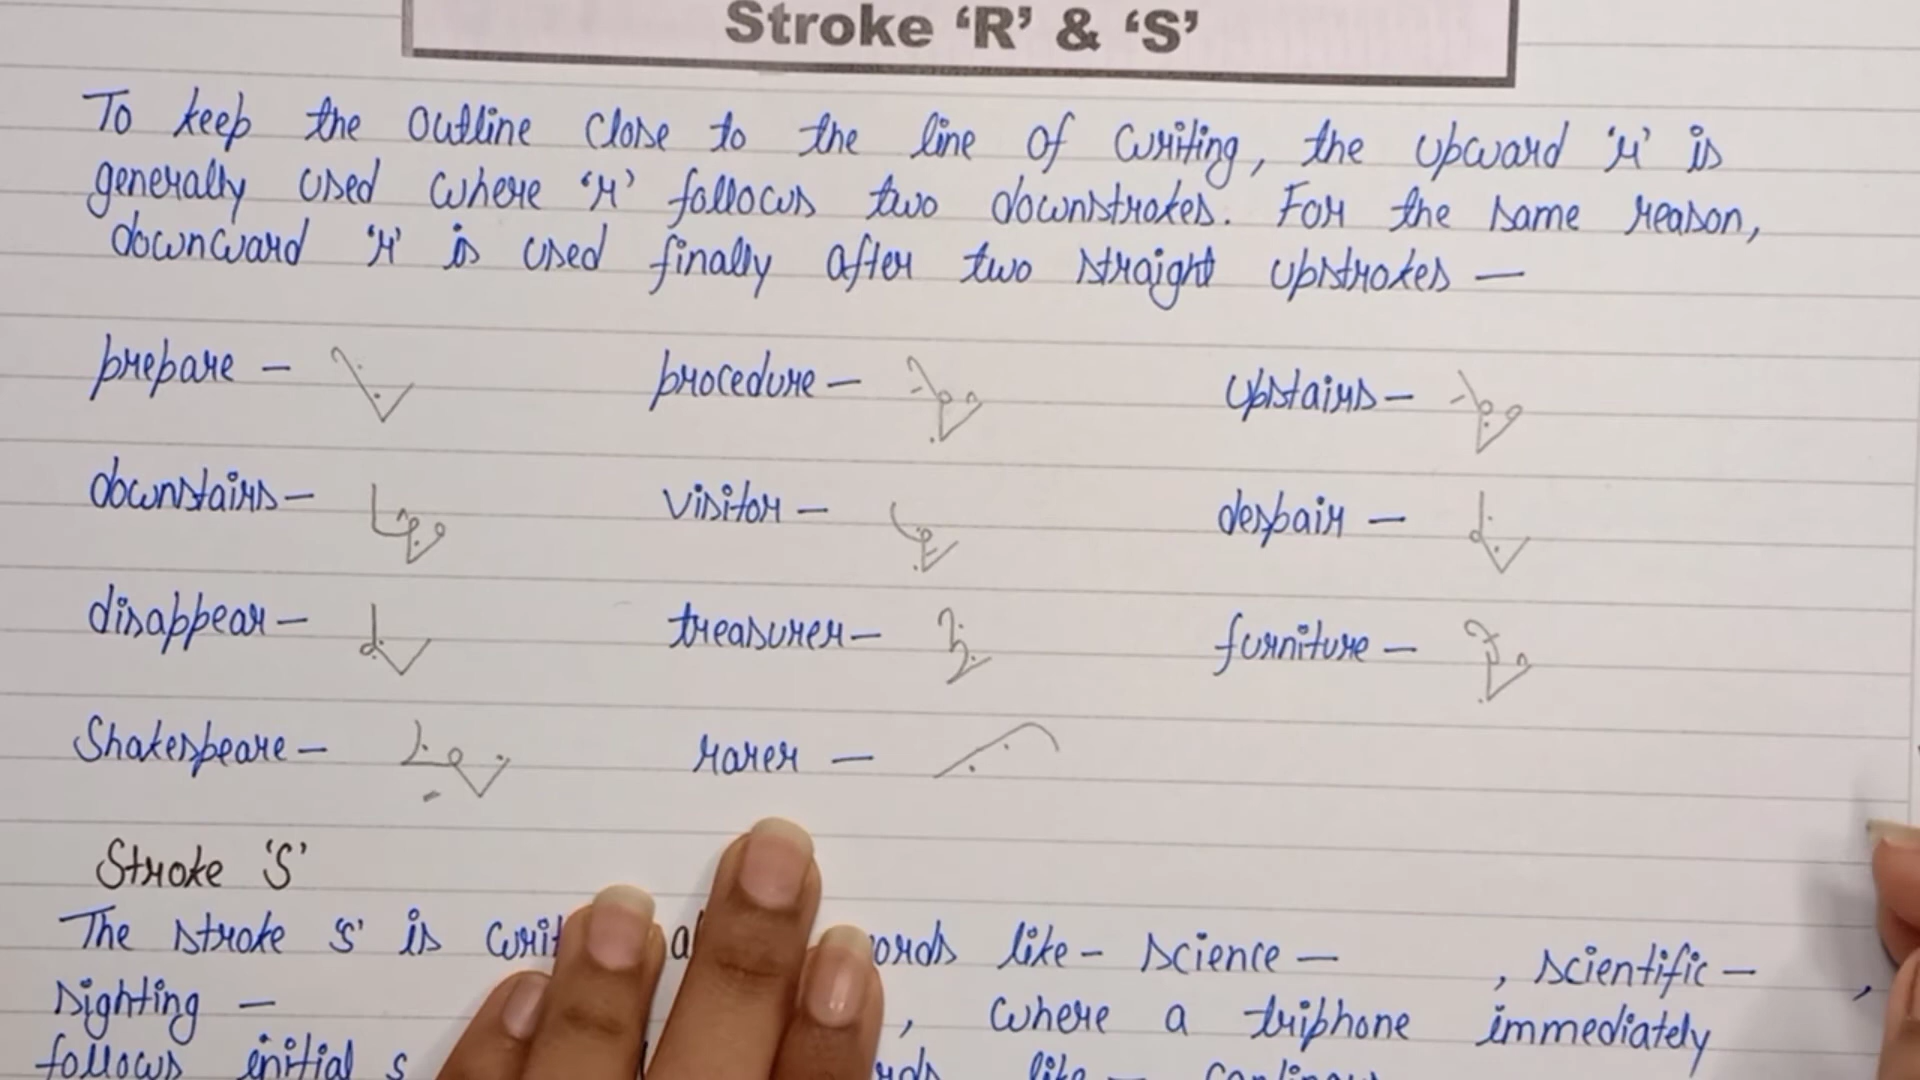 Stroke ‘R’ & ‘S’
To keep the outline close to the line of writing, the upward ‘r’ is
generally used where ‘r’ follows two downstrokes. For the same reason,
downward ‘r’ is used finally after two straight upstrokes —
prepare — procedure — upstairs —
downstairs — visitor — despair —
disappear — treasurer — furniture —
Shakespeare — rarer —
Stroke ‘S’
The stroke ‘s’ is like — science — , scientific — ,
sighting — , where a triphone immediately
follows initial s